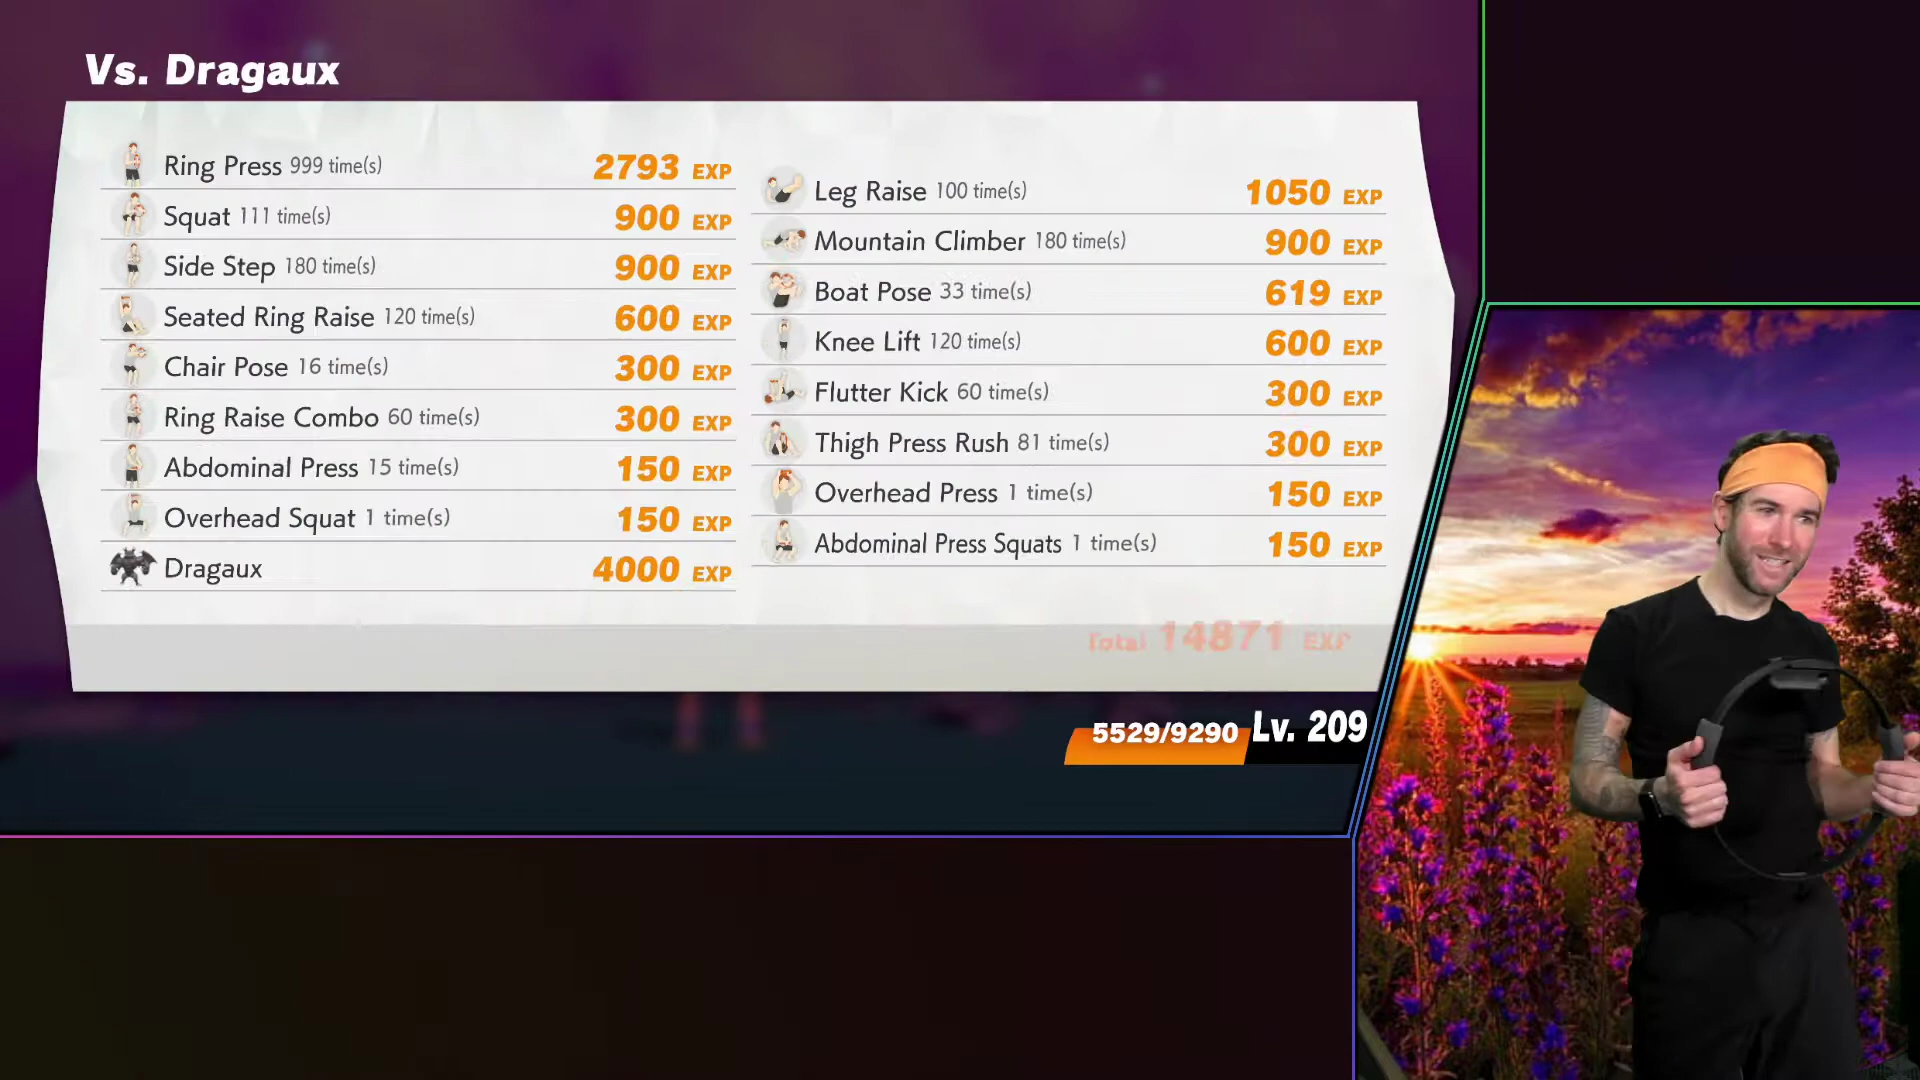 Vs. Dragaux
Ring Press 999 time(s) 2793 EXP
Squat 111 time(s) 900 EXP
Side Step 180 time(s) 900 EXP
Seated Ring Raise 120 time(s) 600 EXP
Chair Pose 16 time(s) 300 EXP
Ring Raise Combo 60 time(s) 300 EXP
Abdominal Press 15 time(s) 150 EXP
Overhead Squat 1 time(s) 150 EXP
Dragaux 4000 EXP
Leg Raise 100 time(s) 1050 EXP
Mountain Climber 180 time(s) 900 EXP
Boat Pose 33 time(s) 619 EXP
Knee Lift 120 time(s) 600 EXP
Flutter Kick 60 time(s) 300 EXP
Thigh Press Rush 81 time(s) 300 EXP
Overhead Press 1 time(s) 150 EXP
Abdominal Press Squats 1 time(s) 150 EXP
Total 14871 EXP
5529/9290 Lv. 209